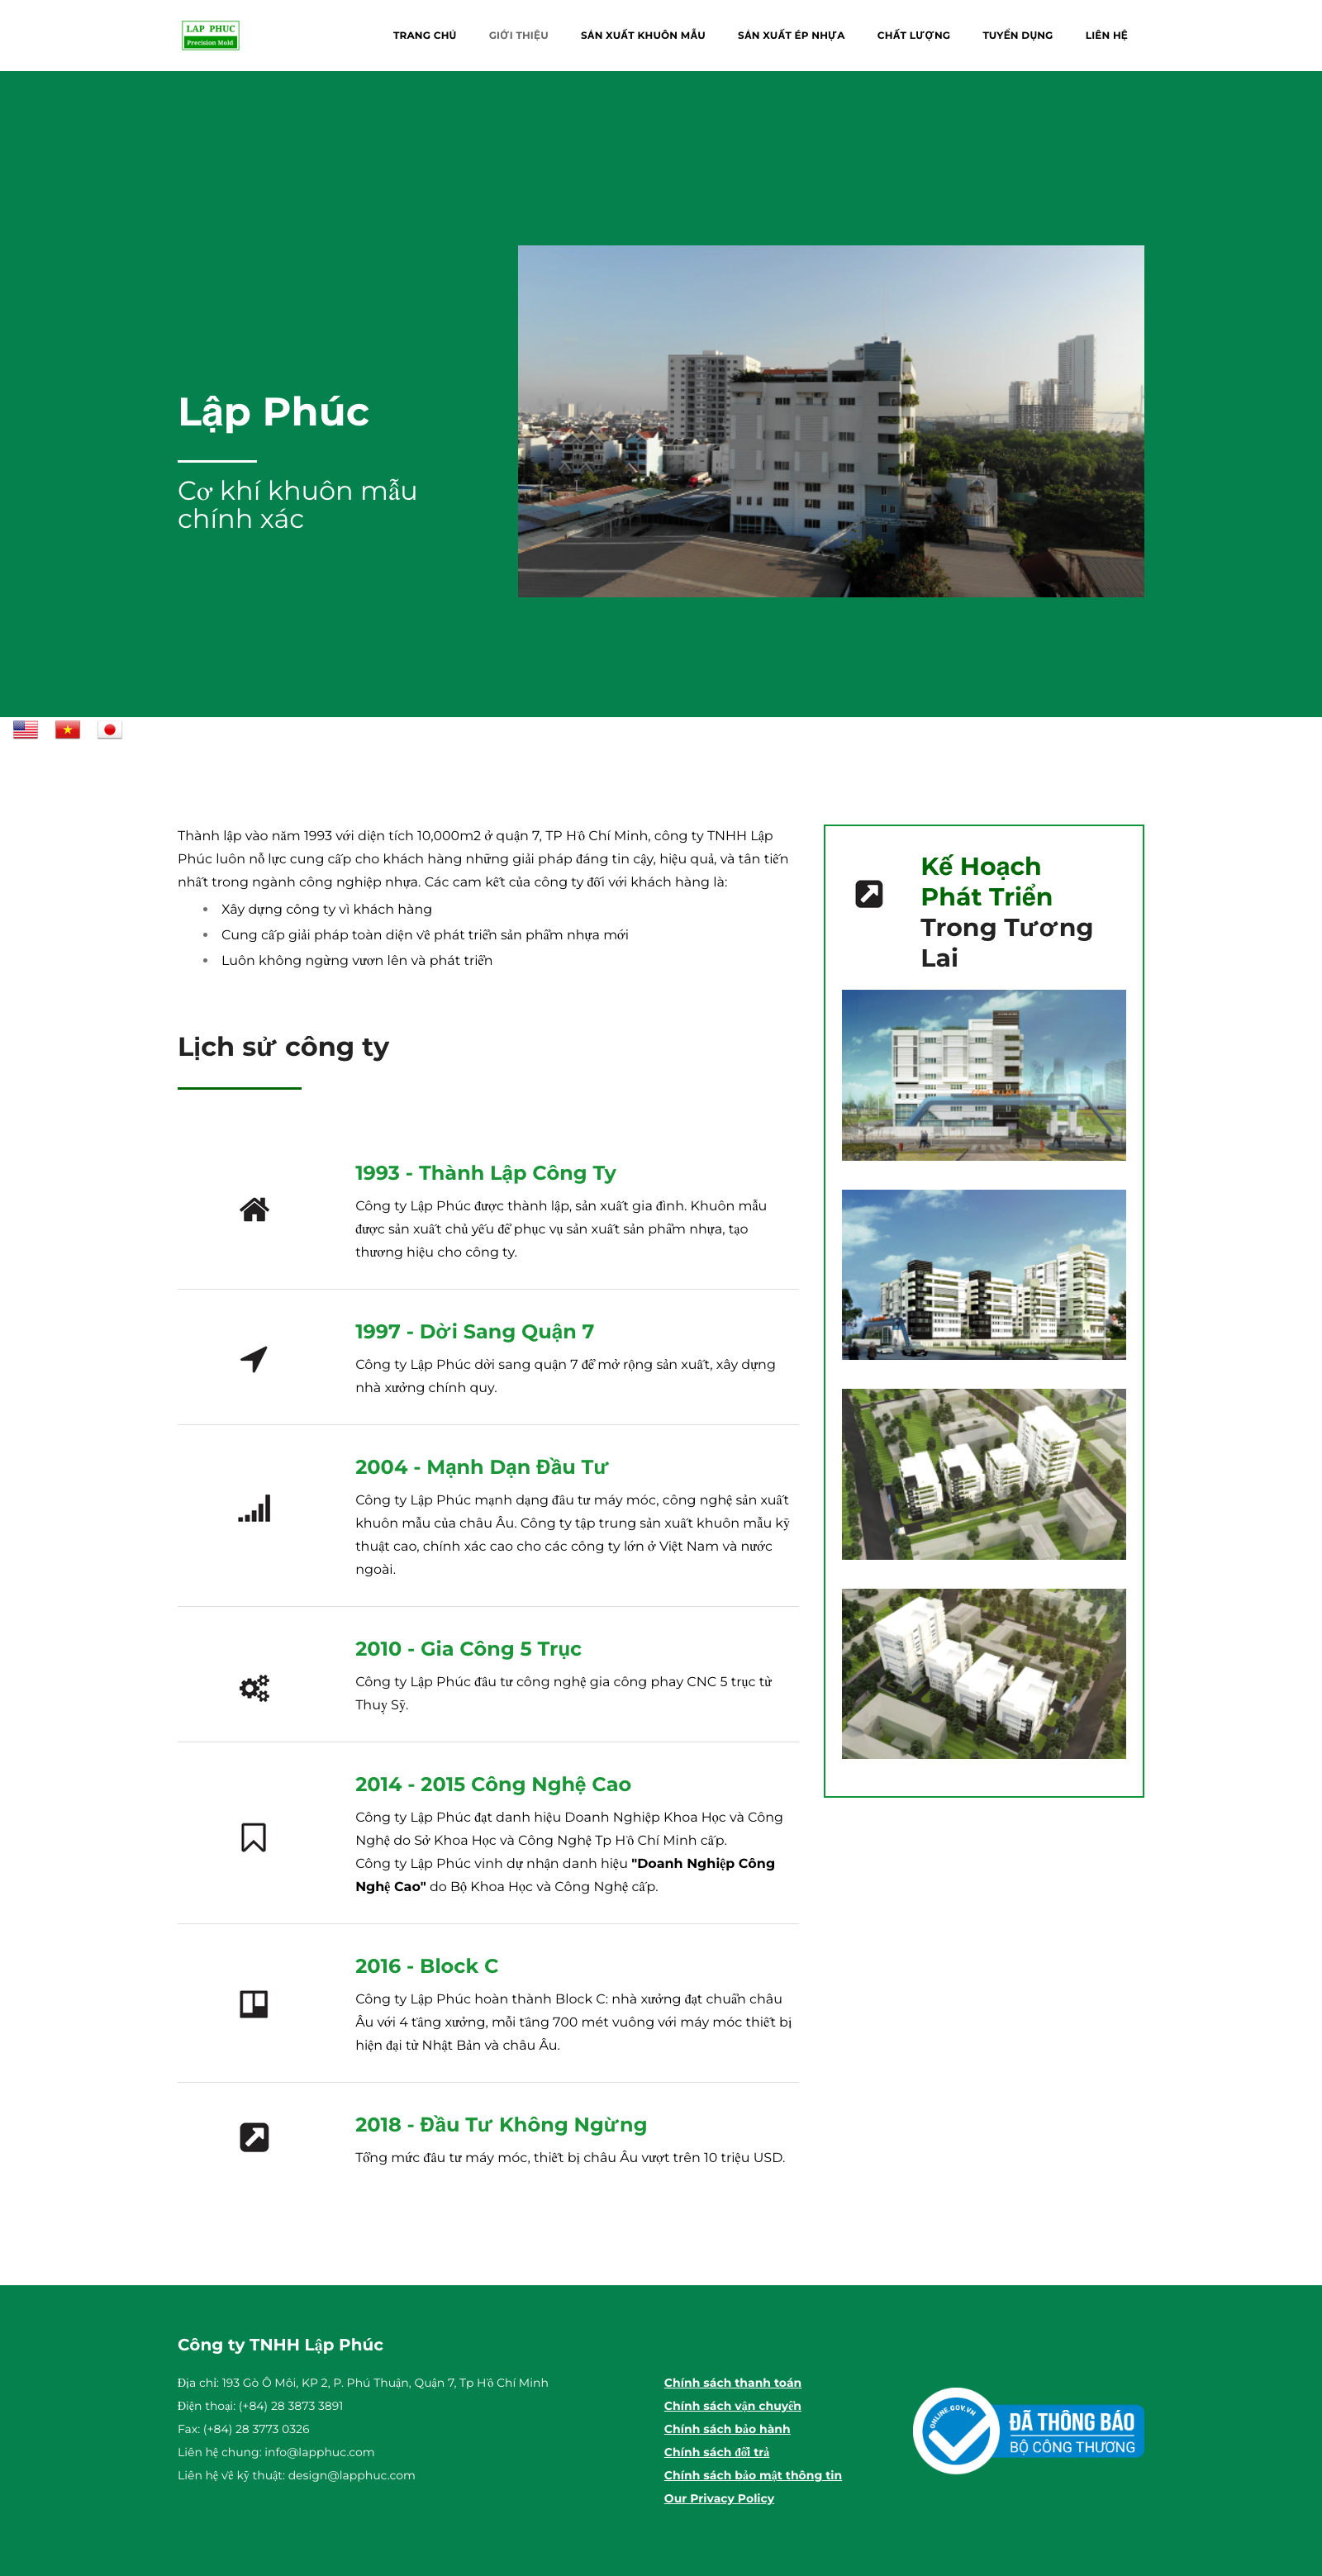 LAP PHUC
Precision Mold
TRANG CHỦ
GIỚI THIỆU
SẢN XUẤT KHUÔN MẪU
SẢN XUẤT ÉP NHỰA
CHẤT LƯỢNG
TUYỂN DỤNG
LIÊN HỆ
Lập Phúc
Cơ khí khuôn mẫu
chính xác
Thành lập vào năm 1993 với diện tích 10,000m2 ở quận 7, TP Hồ Chí Minh, công ty TNHH Lập
Phúc luôn nỗ lực cung cấp cho khách hàng những giải pháp đáng tin cậy, hiệu quả, và tân tiến
nhất trong ngành công nghiệp nhựa. Các cam kết của công ty đối với khách hàng là:
Xây dựng công ty vì khách hàng
Cung cấp giải pháp toàn diện về phát triển sản phẩm nhựa mới
Luôn không ngừng vươn lên và phát triển
Lịch sử công ty
1993 - Thành Lập Công Ty
Công ty Lập Phúc được thành lập, sản xuất gia đình. Khuôn mẫu
được sản xuất chủ yếu để phục vụ sản xuất sản phẩm nhựa, tạo
thương hiệu cho công ty.
1997 - Dời Sang Quận 7
Công ty Lập Phúc dời sang quận 7 để mở rộng sản xuất, xây dựng
nhà xưởng chính quy.
2004 - Mạnh Dạn Đầu Tư
Công ty Lập Phúc mạnh dạng đầu tư máy móc, công nghệ sản xuất
khuôn mẫu của châu Âu. Công ty tập trung sản xuất khuôn mẫu kỹ
thuật cao, chính xác cao cho các công ty lớn ở Việt Nam và nước
ngoài.
2010 - Gia Công 5 Trục
Công ty Lập Phúc đầu tư công nghệ gia công phay CNC 5 trục từ
Thuỵ Sỹ.
2014 - 2015 Công Nghệ Cao
Công ty Lập Phúc đạt danh hiệu Doanh Nghiệp Khoa Học và Công
Nghệ do Sở Khoa Học và Công Nghệ Tp Hồ Chí Minh cấp.
Công ty Lập Phúc vinh dự nhận danh hiệu "Doanh Nghiệp Công
Nghệ Cao" do Bộ Khoa Học và Công Nghệ cấp.
2016 - Block C
Công ty Lập Phúc hoàn thành Block C: nhà xưởng đạt chuẩn châu
Âu với 4 tầng xưởng, mỗi tầng 700 mét vuông với máy móc thiết bị
hiện đại từ Nhật Bản và châu Âu.
2018 - Đầu Tư Không Ngừng
Tổng mức đầu tư máy móc, thiết bị châu Âu vượt trên 10 triệu USD.
Kế Hoạch
Phát Triển
Trong Tương
Lai
Công ty TNHH Lập Phúc
Địa chỉ: 193 Gò Ô Môi, KP 2, P. Phú Thuận, Quận 7, Tp Hồ Chí Minh
Điện thoại: (+84) 28 3873 3891
Fax: (+84) 28 3773 0326
Liên hệ chung: info@lapphuc.com
Liên hệ về kỹ thuật: design@lapphuc.com
Chính sách thanh toán
Chính sách vận chuyển
Chính sách bảo hành
Chính sách đổi trả
Chính sách bảo mật thông tin
Our Privacy Policy
ONLINE.GOV.VN
ĐÃ THÔNG BÁO
BỘ CÔNG THƯƠNG